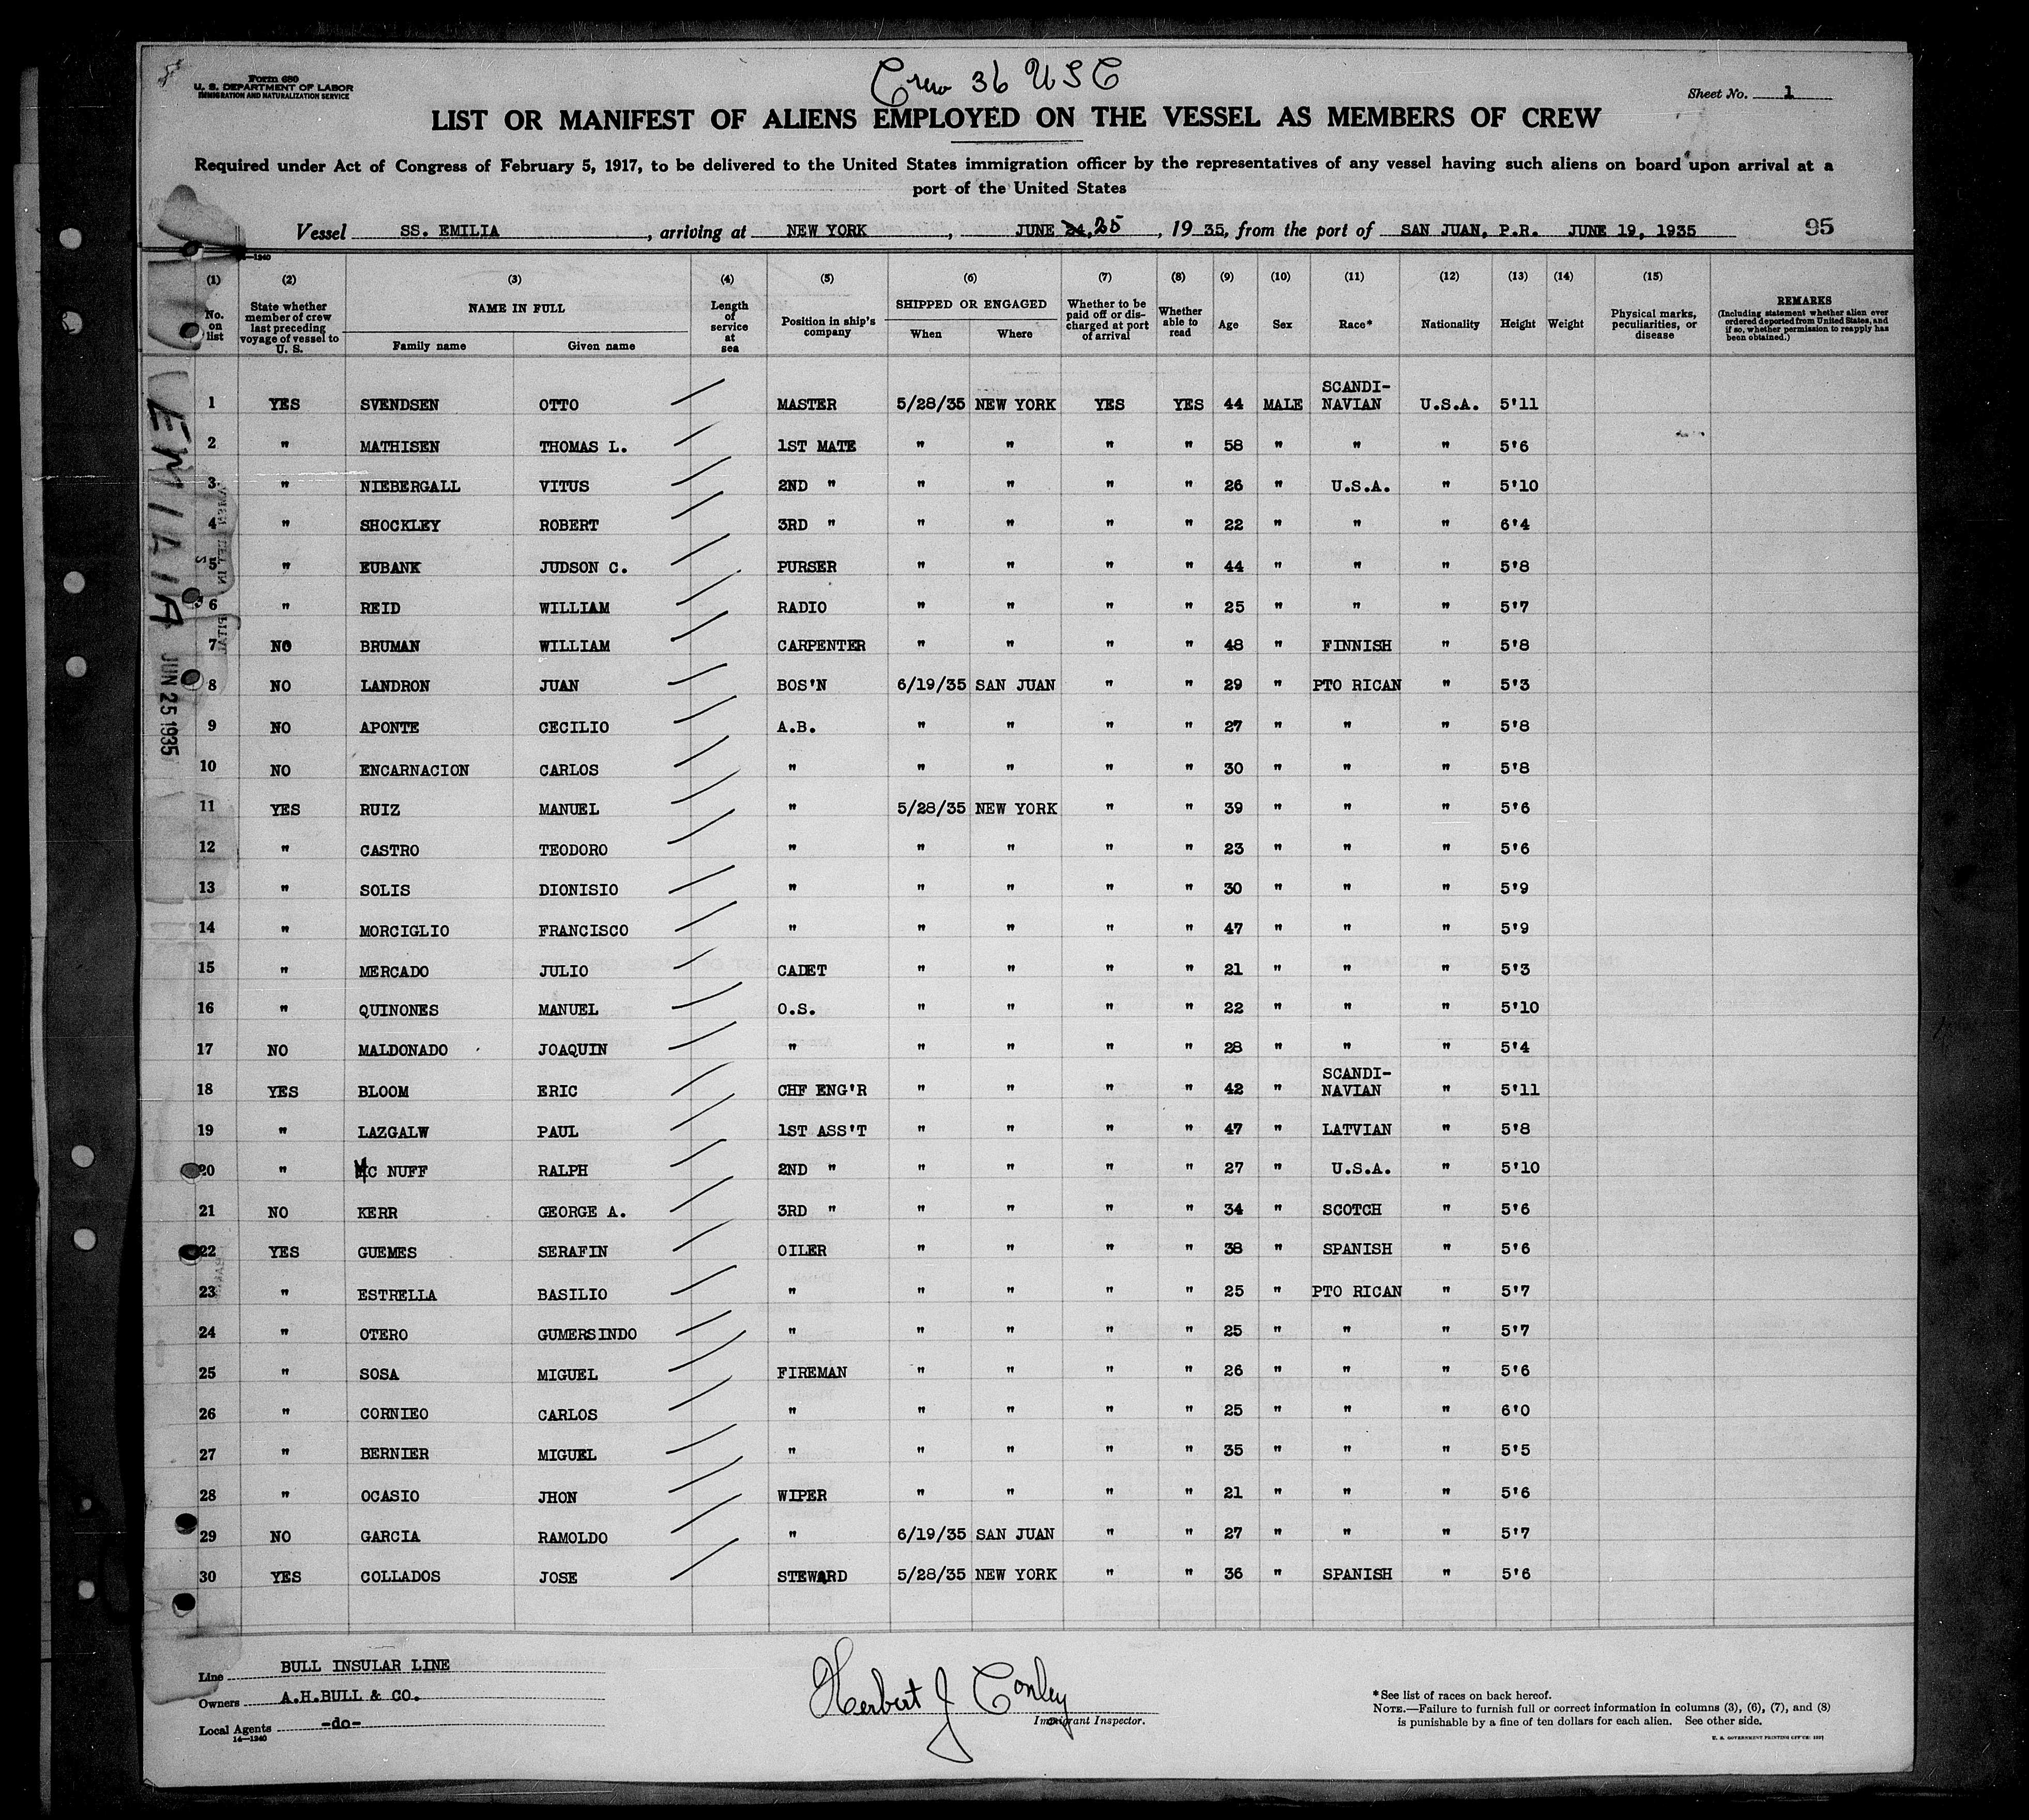 Form 680
U. S. DEPARTMENT OF LABOR
IMMIGRATION AND NATURALIZATION SERVICE
Crew 36 USC
Sheet No. 1
LIST OR MANIFEST OF ALIENS EMPLOYED ON THE VESSEL AS MEMBERS OF CREW
Required under Act of Congress of February 5, 1917, to be delivered to the United States immigration officer by the representatives of any vessel having such aliens on board upon arrival at a
port of the United States
Vessel SS. EMILIA, arriving at NEW YORK, JUNE 24, 25, 1935, from the port of SAN JUAN, P.R. JUNE 19, 1935 95
(1) (2) (3) (4) (5) (6) (7) (8) (9) (10) (11) (12) (13) (14) (15)
No. on list | State whether member of crew last preceding voyage of vessel to U. S. | NAME IN FULL Family name Given name | Length of service at sea | Position in ship's company | SHIPPED OR ENGAGED When Where | Whether to be paid off or discharged at port of arrival | Whether able to read | Age | Sex | Race* | Nationality | Height | Weight | Physical marks, peculiarities, or disease | REMARKS (Including statement whether alien ever ordered deported from United States, and if so, whether permission to reapply has been obtained.)
1 YES SVENDSEN OTTO MASTER 5/28/35 NEW YORK YES YES 44 MALE SCANDI-NAVIAN U.S.A. 5'11
2 " MATHISEN THOMAS L. 1ST MATE " " " " 58 " " " 5'6
3 " NIEBERGALL VITUS 2ND " " " " " 26 " U.S.A. " 5'10
4 " SHOCKLEY ROBERT 3RD " " " " " 22 " " " 6'4
5 " EUBANK JUDSON C. PURSER " " " " 44 " " " 5'8
6 " REID WILLIAM RADIO " " " " 25 " " " 5'7
7 NO BRUMAN WILLIAM CARPENTER " " " " 48 " FINNISH " 5'8
8 NO LANDRON JUAN BOS'N 6/19/35 SAN JUAN " " 29 " PTO RICAN " 5'3
9 NO APONTE CECILIO A.B. " " " " 27 " " " 5'8
10 NO ENCARNACION CARLOS " " " " " 30 " " " 5'8
11 YES RUIZ MANUEL " 5/28/35 NEW YORK " " 39 " " " 5'6
12 " CASTRO TEODORO " " " " " 23 " " " 5'6
13 " SOLIS DIONISIO " " " " " 30 " " " 5'9
14 " MORCIGLIO FRANCISCO " " " " " 47 " " " 5'9
15 " MERCADO JULIO CADET " " " " 21 " " " 5'3
16 " QUINONES MANUEL O.S. " " " " 22 " " " 5'10
17 NO MALDONADO JOAQUIN " " " " " 28 " " " 5'4
18 YES BLOOM ERIC CHF ENG'R " " " " 42 " SCANDI-NAVIAN " 5'11
19 " LAZGALW PAUL 1ST ASS'T " " " " 47 " LATVIAN " 5'8
20 " MC NUFF RALPH 2ND " " " " " 27 " U.S.A. " 5'10
21 NO KERR GEORGE A. 3RD " " " " " 34 " SCOTCH " 5'6
22 YES GUEMES SERAFIN OILER " " " " 38 " SPANISH " 5'6
23 " ESTRELLA BASILIO " " " " " 25 " PTO RICAN " 5'7
24 " OTERO GUMERSINDO " " " " " 25 " " " 5'7
25 " SOSA MIGUEL FIREMAN " " " " 26 " " " 5'6
26 " CORNIEO CARLOS " " " " " 25 " " " 6'0
27 " BERNIER MIGUEL " " " " " 35 " " " 5'5
28 " OCASIO JHON WIPER " " " " 21 " " " 5'6
29 NO GARCIA RAMOLDO " 6/19/35 SAN JUAN " " 27 " " " 5'7
30 YES COLLADOS JOSE STEWARD 5/28/35 NEW YORK " " 36 " SPANISH " 5'6
EMILIA
JUN 25 1935
Line BULL INSULAR LINE
Owners A.H.BULL & CO.
Local Agents -do-
14—1240
Herbert J Conley
Immigrant Inspector.
*See list of races on back hereof.
NOTE.—Failure to furnish full or correct information in columns (3), (6), (7), and (8)
is punishable by a fine of ten dollars for each alien. See other side.